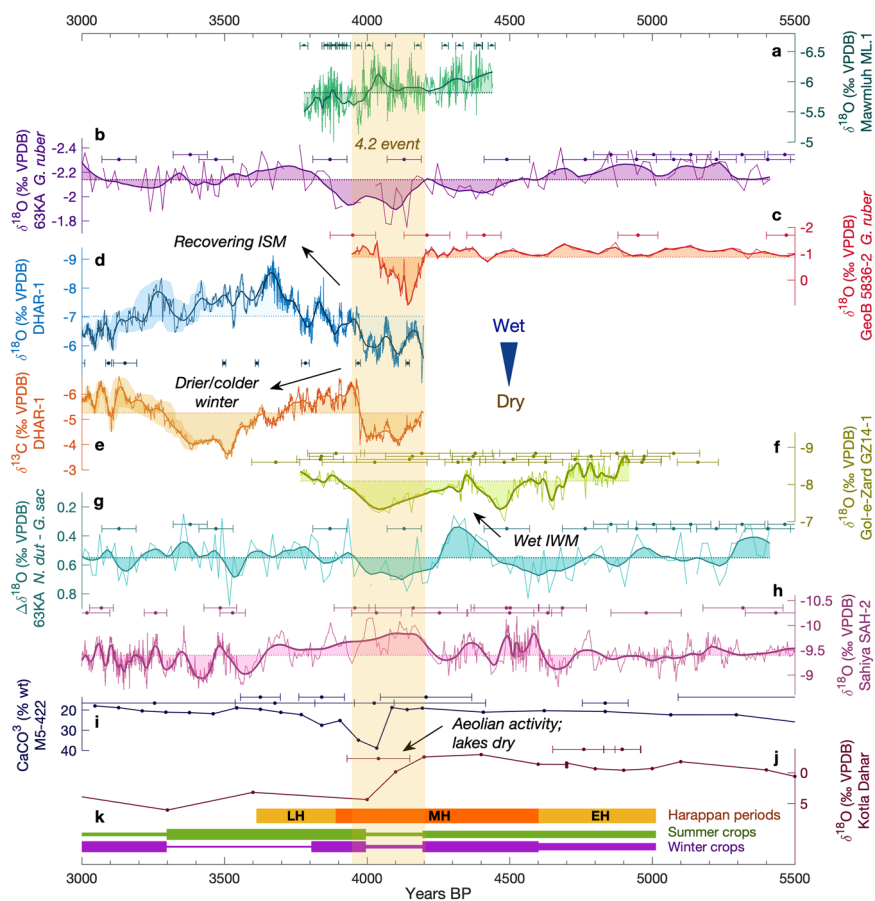 3000 3500 4000 4500 5000 5500
a
-6.5
-6
-5.5
-5
δ18O (‰ VPDB)
Mawmluh ML.1
4.2 event
b
-2.4
-2.2
-2
-1.8
δ18O (‰ VPDB)
63KA G. ruber
c
-2
-1
0
δ18O (‰ VPDB)
GeoB 5836-2 G. ruber
Recovering ISM
d
-9
-8
-7
-6
δ18O (‰ VPDB)
DHAR-1
Wet
Dry
Drier/colder
winter
-6
-5
-4
-3
e
δ13C (‰ VPDB)
DHAR-1
f
-9
-8
-7
δ18O (‰ VPDB)
Gol-e-Zard GZ14-1
Wet IWM
g
0.2
0.4
0.6
0.8
Δδ18O (‰ VPDB)
63KA N. dut - G. sac
h
-10.5
-10
-9.5
-9
δ18O (‰ VPDB)
Sahiya SAH-2
i
20
30
40
CaCO3 (% wt)
M5-422
Aeolian activity;
lakes dry
j
0
5
δ18O (‰ VPDB)
Kotla Dahar
k
LH MH EH Harappan periods
Summer crops
Winter crops
3000 3500 4000 4500 5000 5500
Years BP